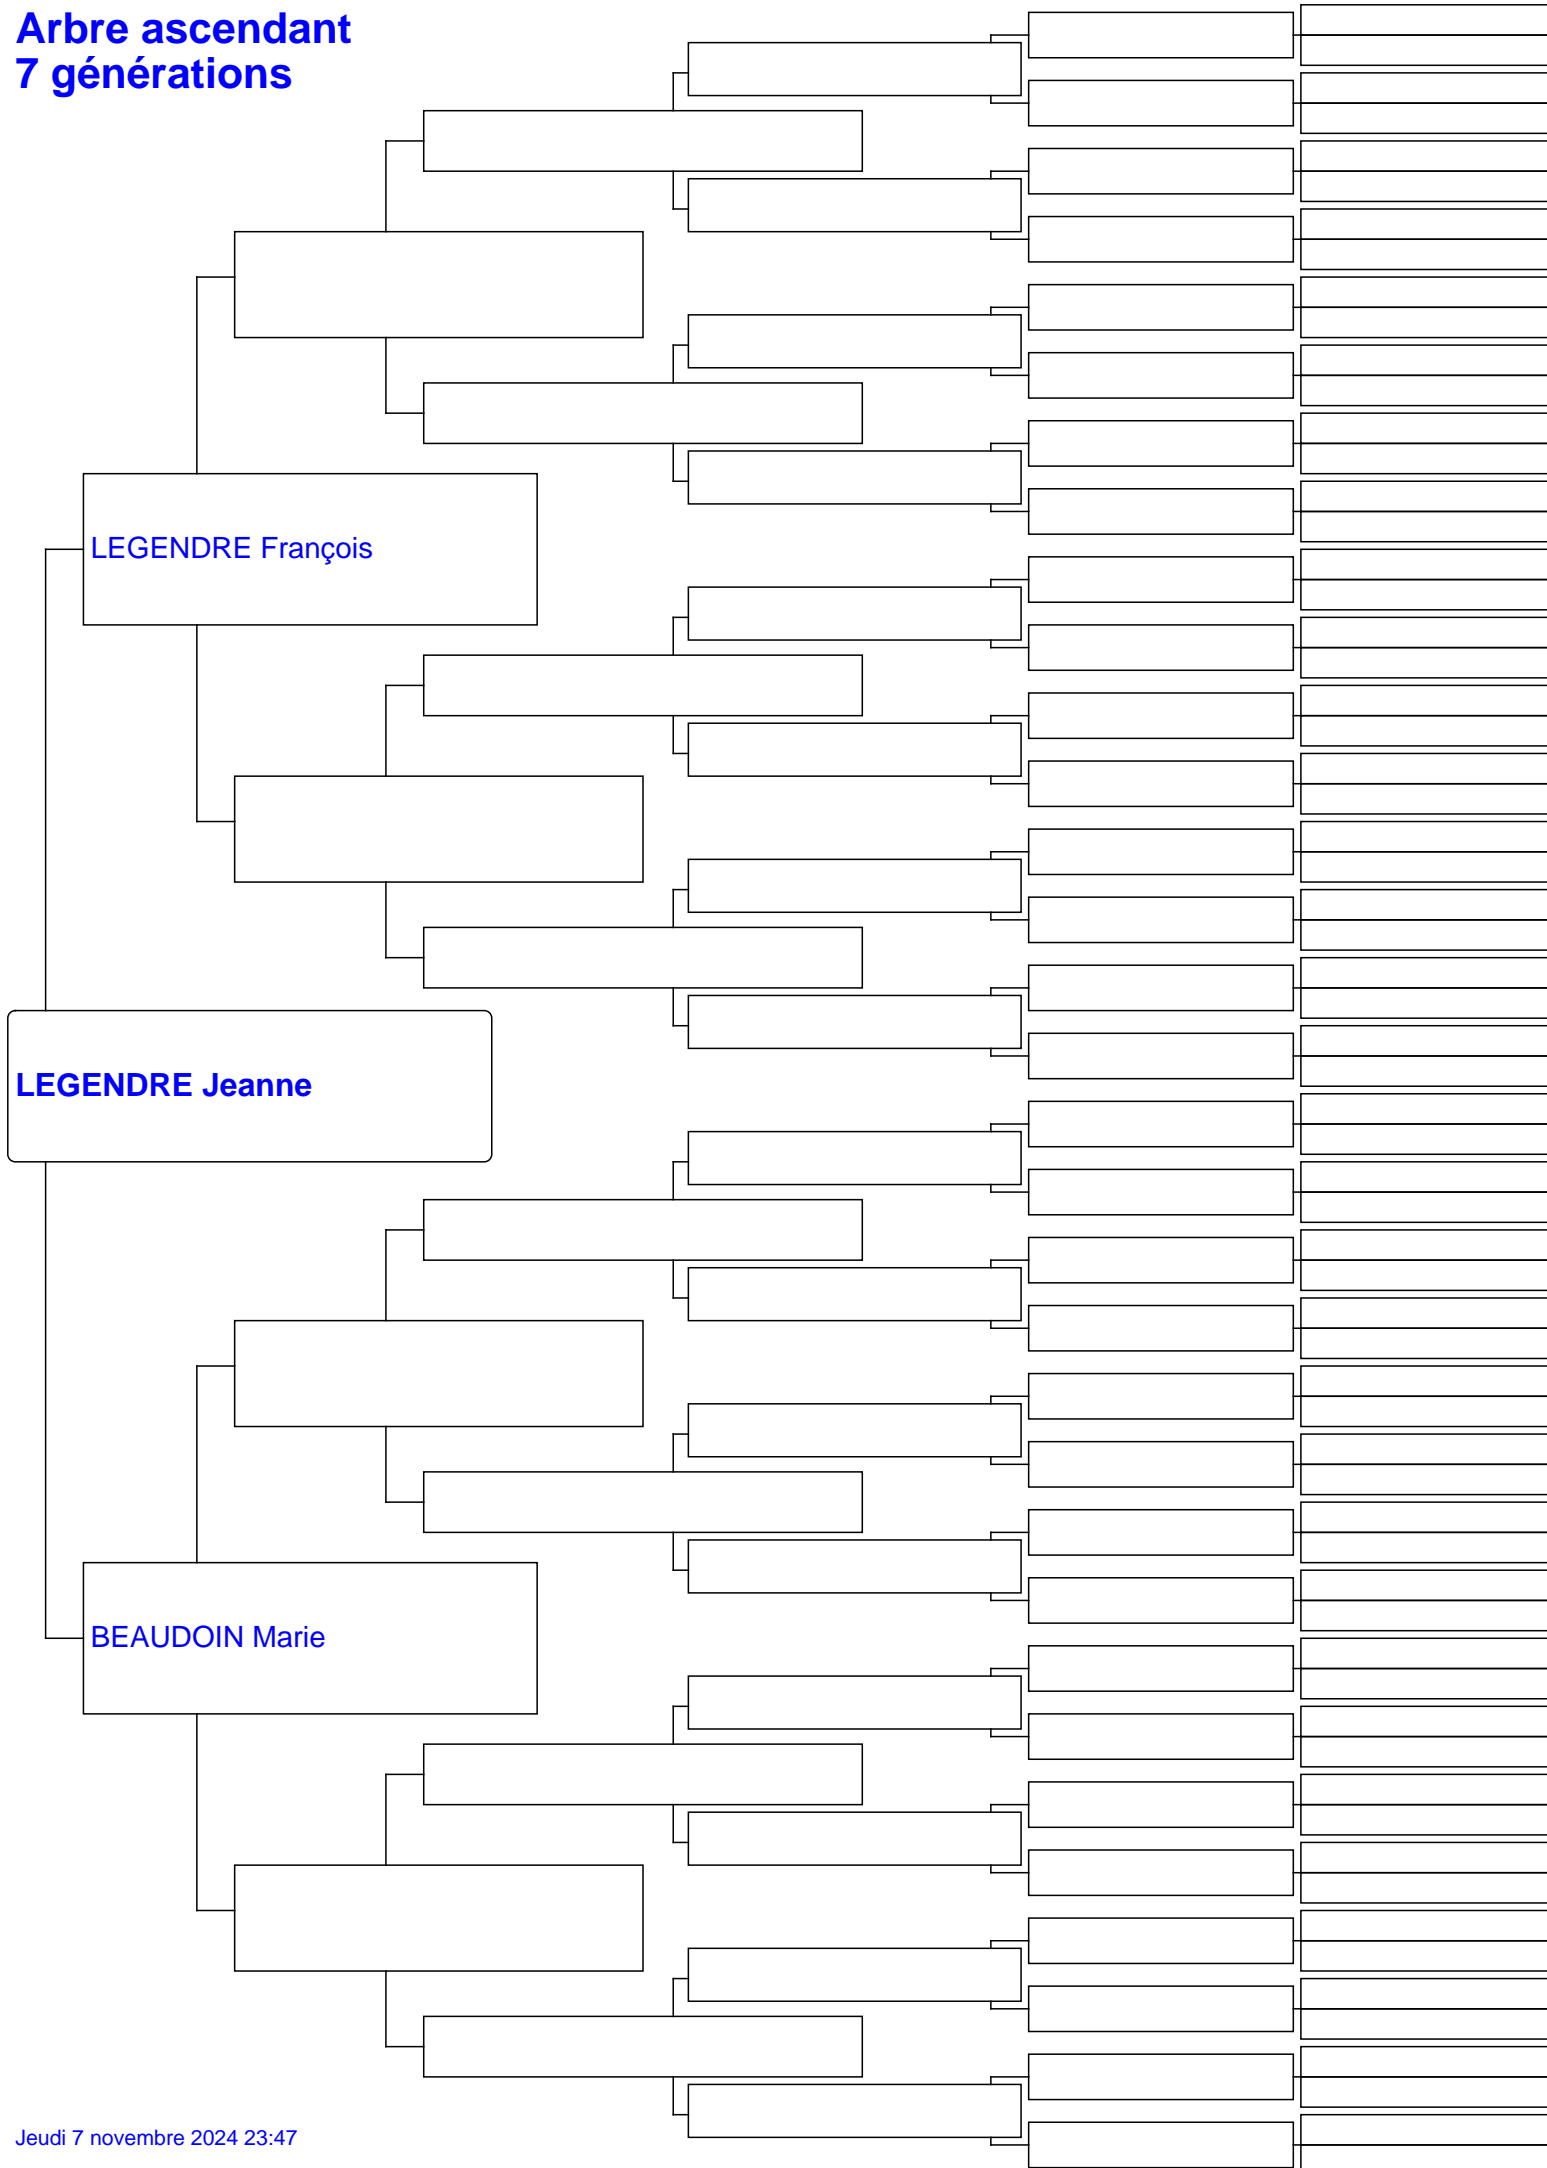 Arbre ascendant
7 générations
LEGENDRE François
LEGENDRE Jeanne
BEAUDOIN Marie
Jeudi 7 novembre 2024 23:47